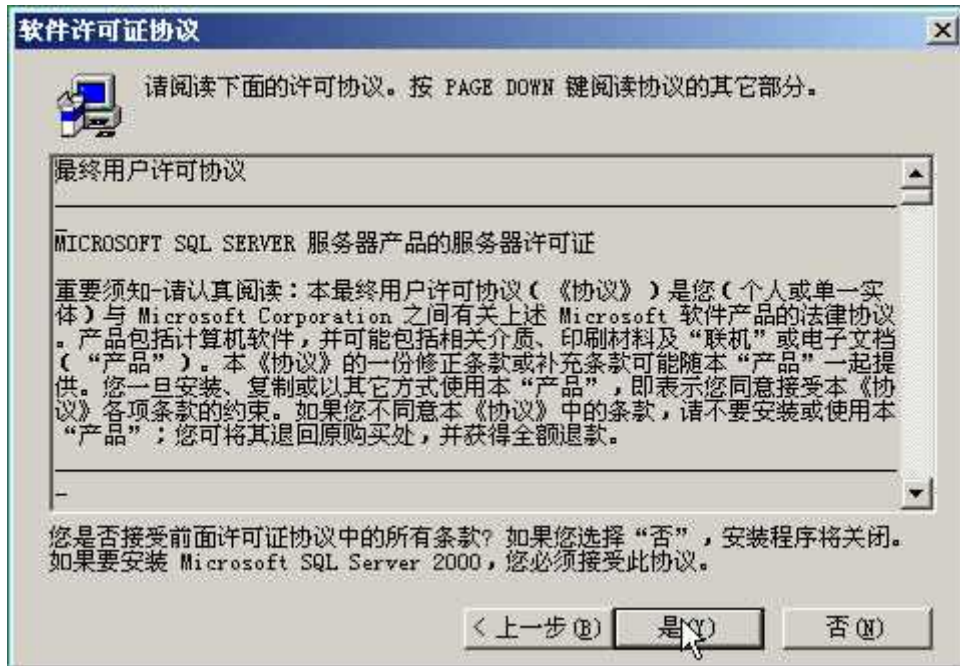 软件许可证协议
请阅读下面的许可协议。按 PAGE DOWN 键阅读协议的其它部分。
最终用户许可协议
MICROSOFT SQL SERVER 服务器产品的服务器许可证
重要须知-请认真阅读：本最终用户许可协议(《协议》)是您(个人或单一实
体)与 Microsoft Corporation 之间有关上述 Microsoft 软件产品的法律协议
。产品包括计算机软件，并可能包括相关介质、印刷材料及“联机”或电子文档
(“产品”)。本《协议》的一份修正条款或补充条款可能随本“产品”一起提
供。您一旦安装、复制或以其它方式使用本“产品”，即表示您同意接受本《协
议》各项条款的约束。如果您不同意本《协议》中的条款，请不要安装或使用本
“产品”；您可将其退回原购买处，并获得全额退款。
您是否接受前面许可证协议中的所有条款? 如果您选择“否”，安装程序将关闭。
如果要安装 Microsoft SQL Server 2000，您必须接受此协议。
< 上一步(B)
是(Y)
否(N)